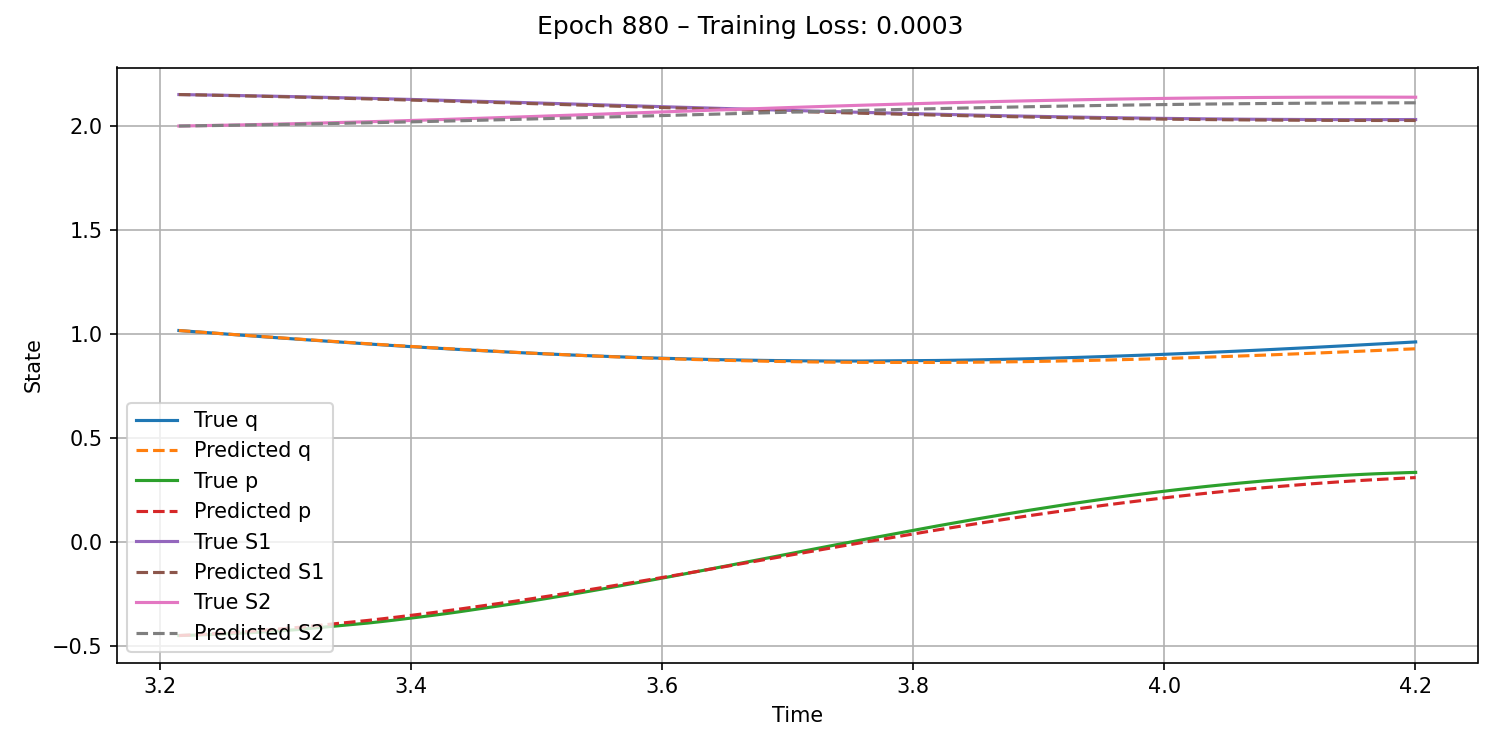 Epoch 880 – Training Loss: 0.0003
State
2.0
1.5
1.0
0.5
0.0
−0.5
True q
Predicted q
True p
Predicted p
True S1
Predicted S1
True S2
Predicted S2
3.2 3.4 3.6 3.8 4.0 4.2
Time